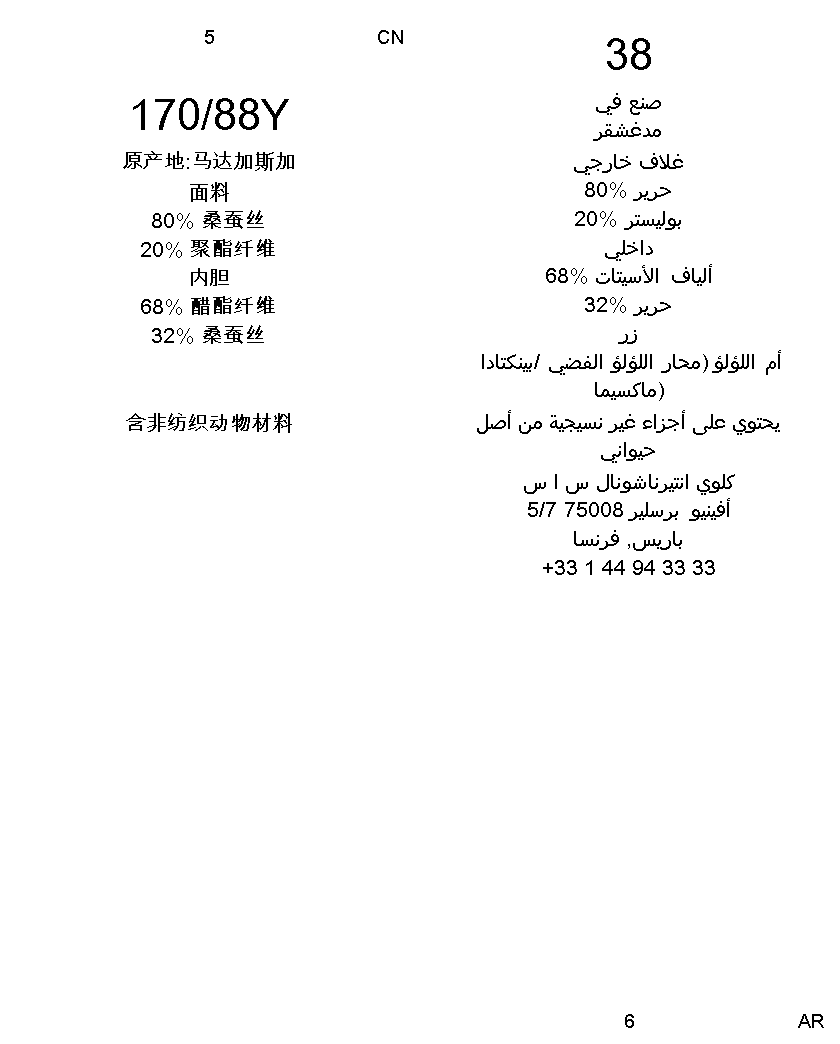 5
CN
170/88Y
原产地:马达加斯加
面料
80% 桑蚕丝
20% 聚酯纤维
内胆
68% 醋酯纤维
32% 桑蚕丝
含非纺织动物材料
38
صنع في
مدغشقر
غلاف خارجي
حرير %80
بوليستر %20
داخلي
ألياف الأسيتات %68
حرير %32
زر
أم اللؤلؤ (محار اللؤلؤ الفضي /بينكتادا
ماكسيما)
يحتوي على أجزاء غير نسيجية من أصل
حيواني
كلوي انتيرناشونال س ا س
أفينيو برسلير 75008 5/7
باريس, فرنسا
+33 1 44 94 33 33
6
AR